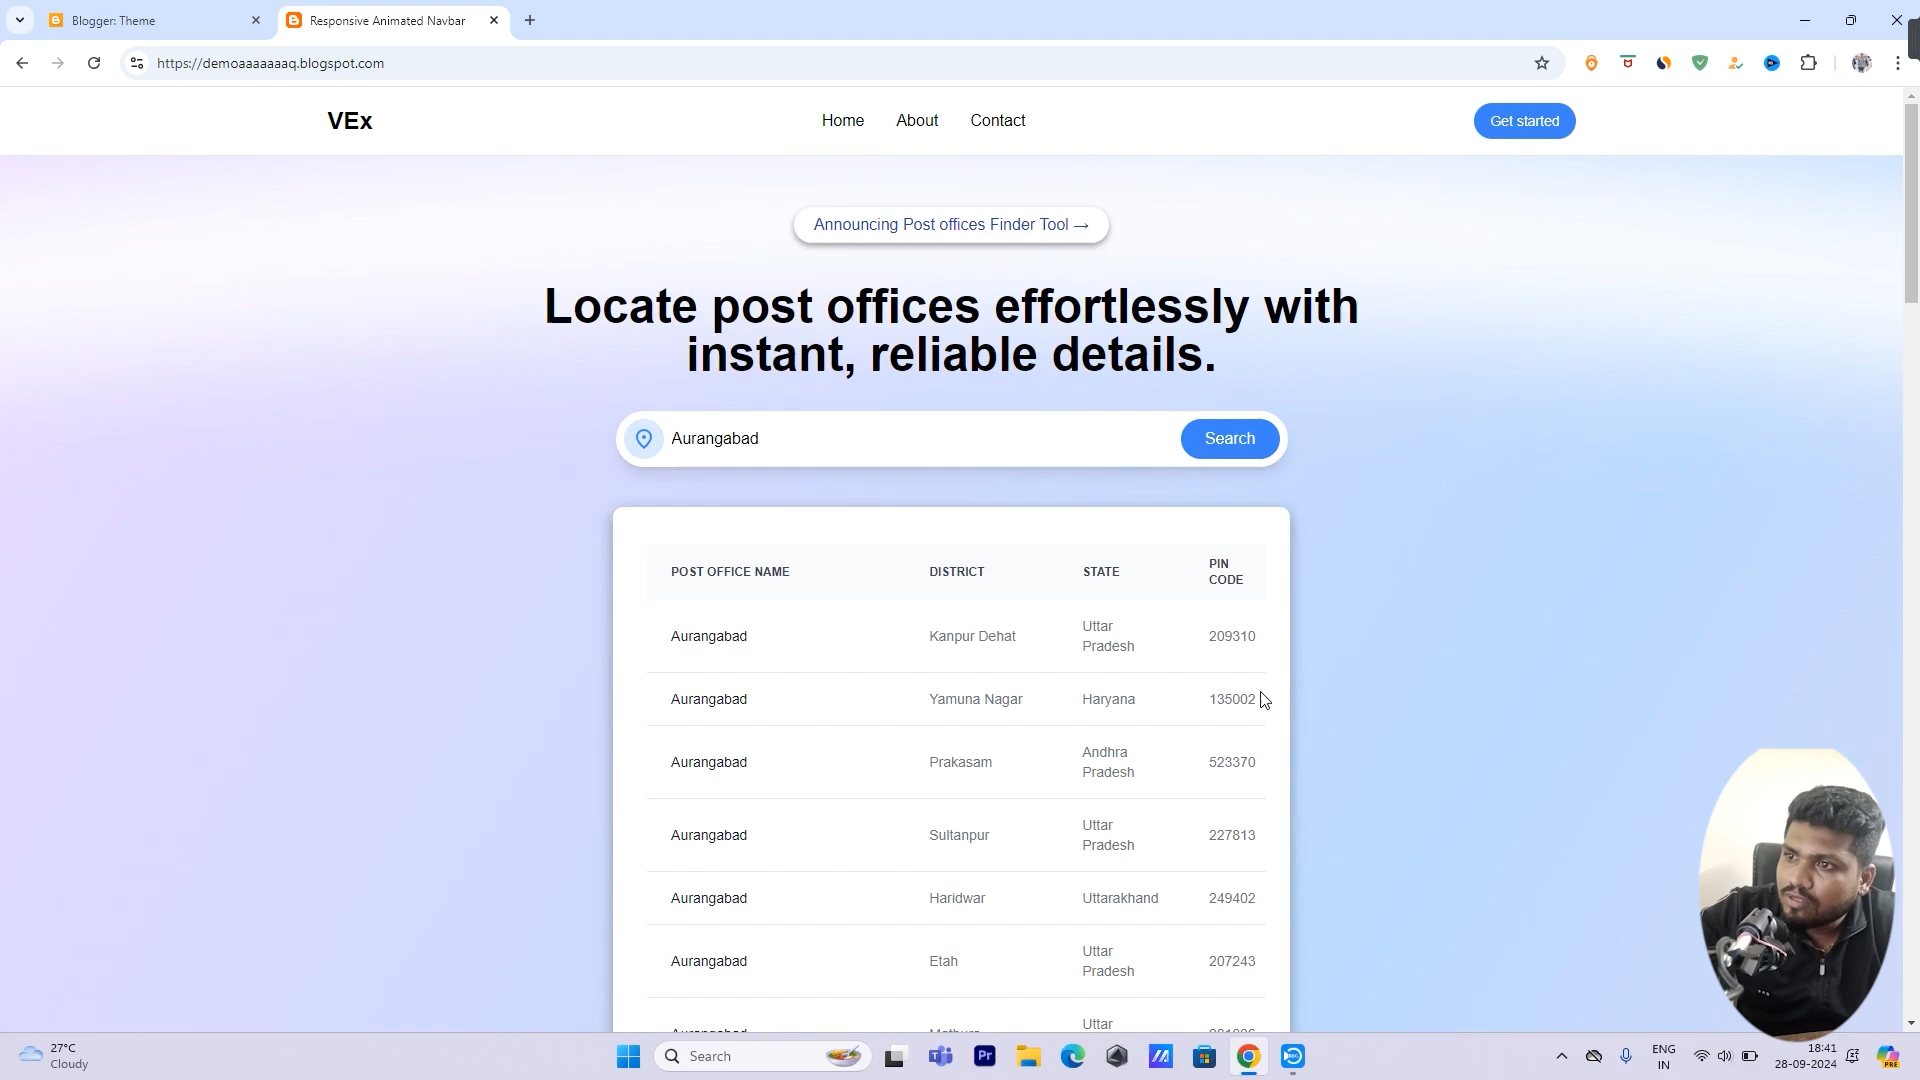 Blogger: Theme
Responsive Animated Navbar
https://demoaaaaaaaq.blogspot.com
VEx
Home
About
Contact
Get started
Announcing Post offices Finder Tool →
Locate post offices effortlessly with
instant, reliable details.
Aurangabad
Search
POST OFFICE NAME DISTRICT STATE PIN CODE
Aurangabad Kanpur Dehat Uttar Pradesh 209310
Aurangabad Yamuna Nagar Haryana 135002
Aurangabad Prakasam Andhra Pradesh 523370
Aurangabad Sultanpur Uttar Pradesh 227813
Aurangabad Haridwar Uttarakhand 249402
Aurangabad Etah Uttar Pradesh 207243
Uttar
27°C
Cloudy
Search
Pr
ENG
IN
18:41
28-09-2024
PRE